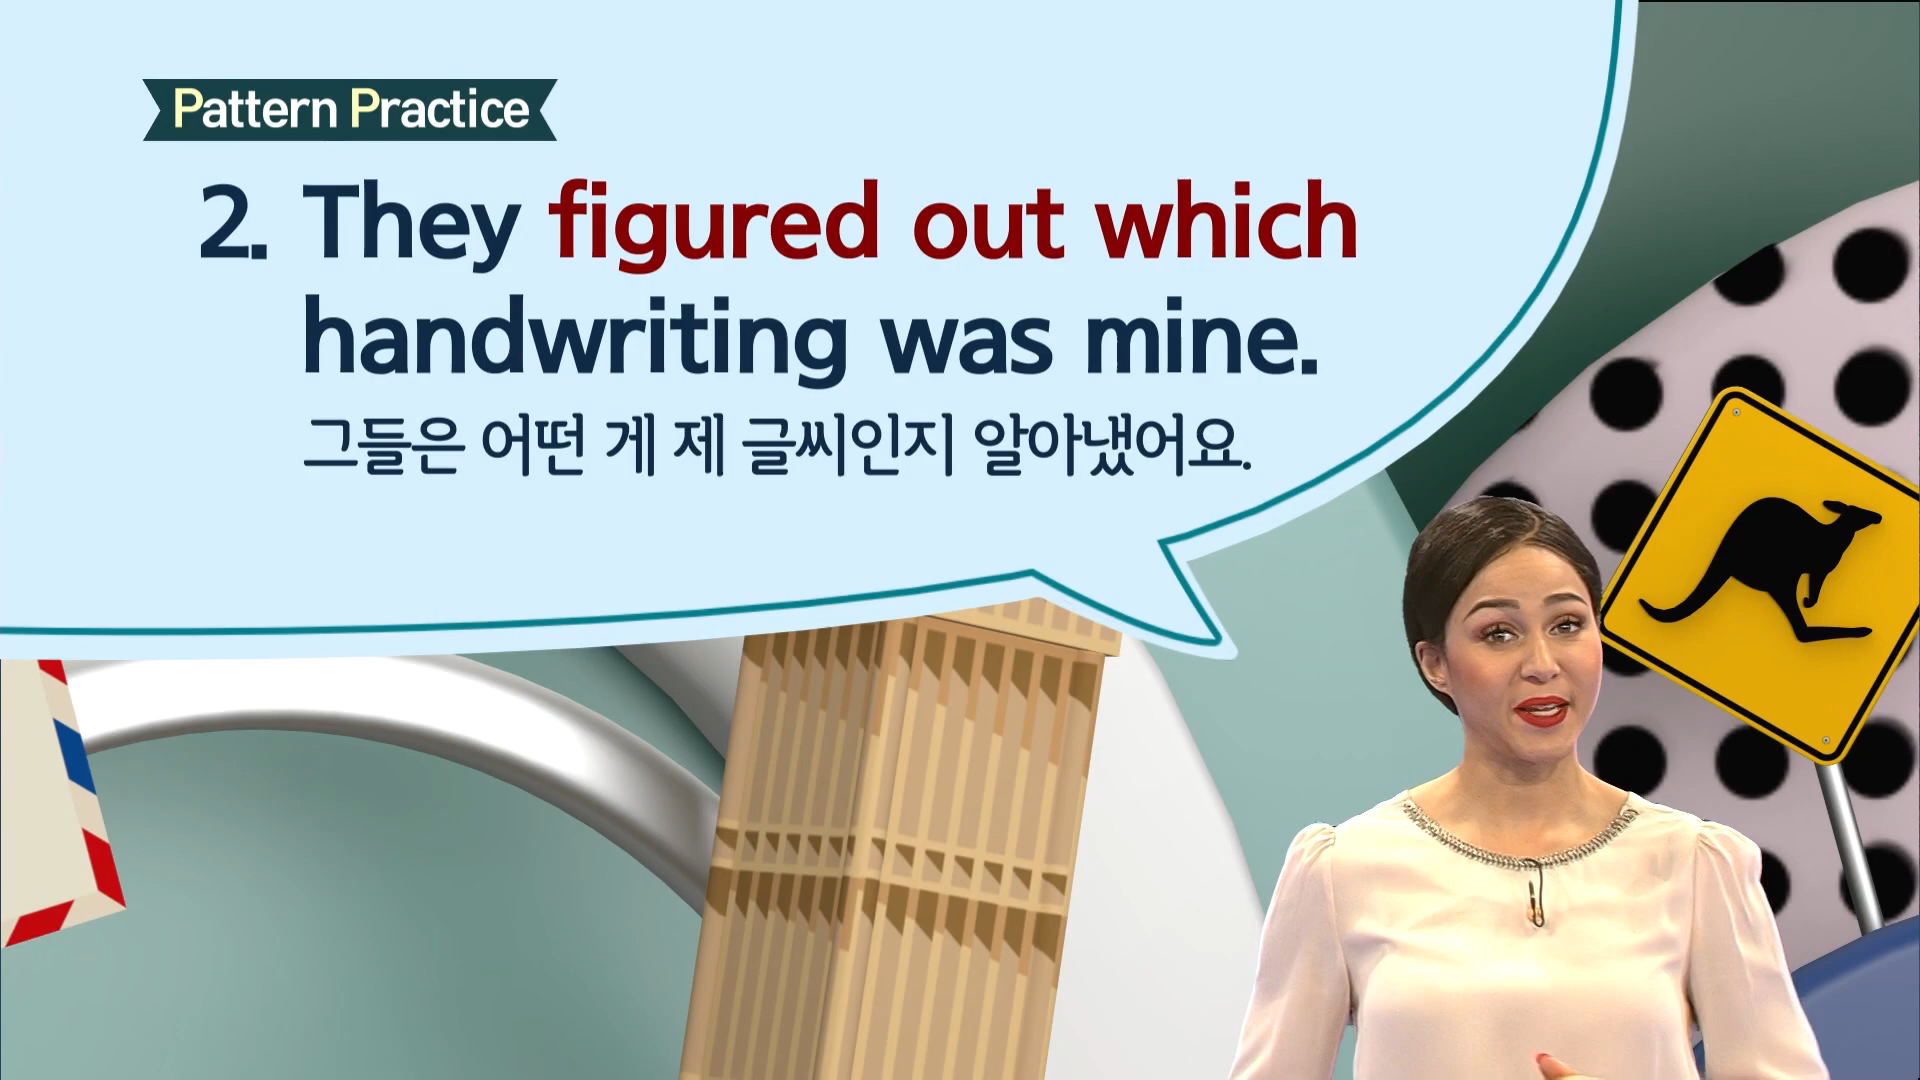 Pattern Practice
2. They figured out which
handwriting was mine.
그들은 어떤 게 제 글씨인지 알아냈어요.